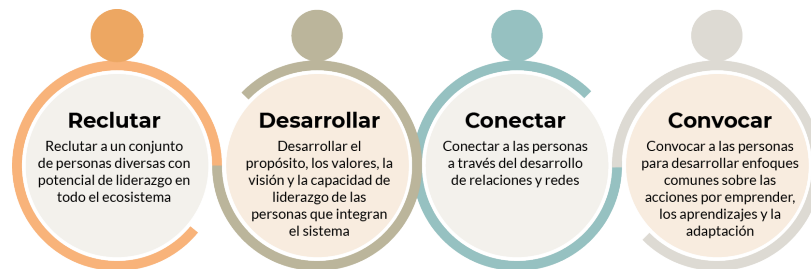 Reclutar
Reclutar a un conjunto
de personas diversas con
potencial de liderazgo en
todo el ecosistema
Desarrollar
Desarrollar el
propósito, los valores, la
visión y la capacidad de
liderazgo de las
personas que integran
el sistema
Conectar
Conectar a las personas
a través del desarrollo
de relaciones y redes
Convocar
Convocar a las personas
para desarrollar enfoques
comunes sobre las
acciones por emprender,
los aprendizajes y la
adaptación